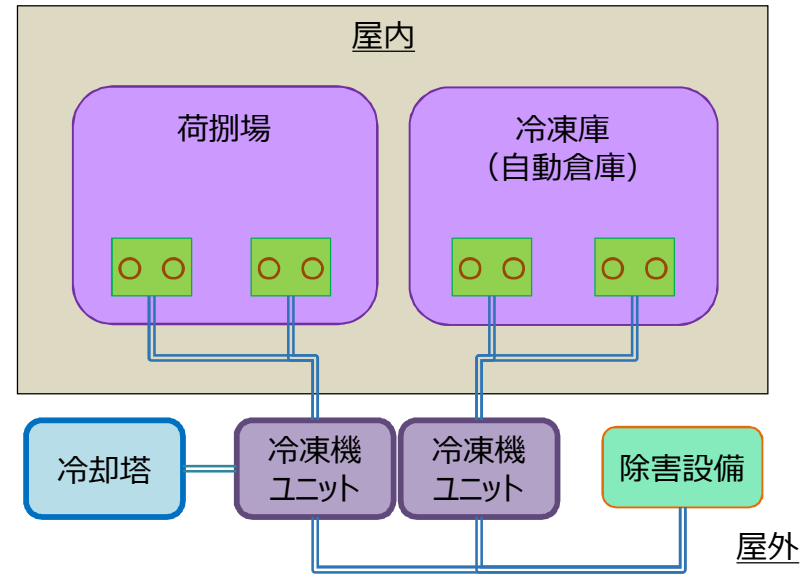 屋内
荷捌場
冷凍庫
（自動倉庫）
冷却塔
冷凍機
ユニット
冷凍機
ユニット
除害設備
屋外